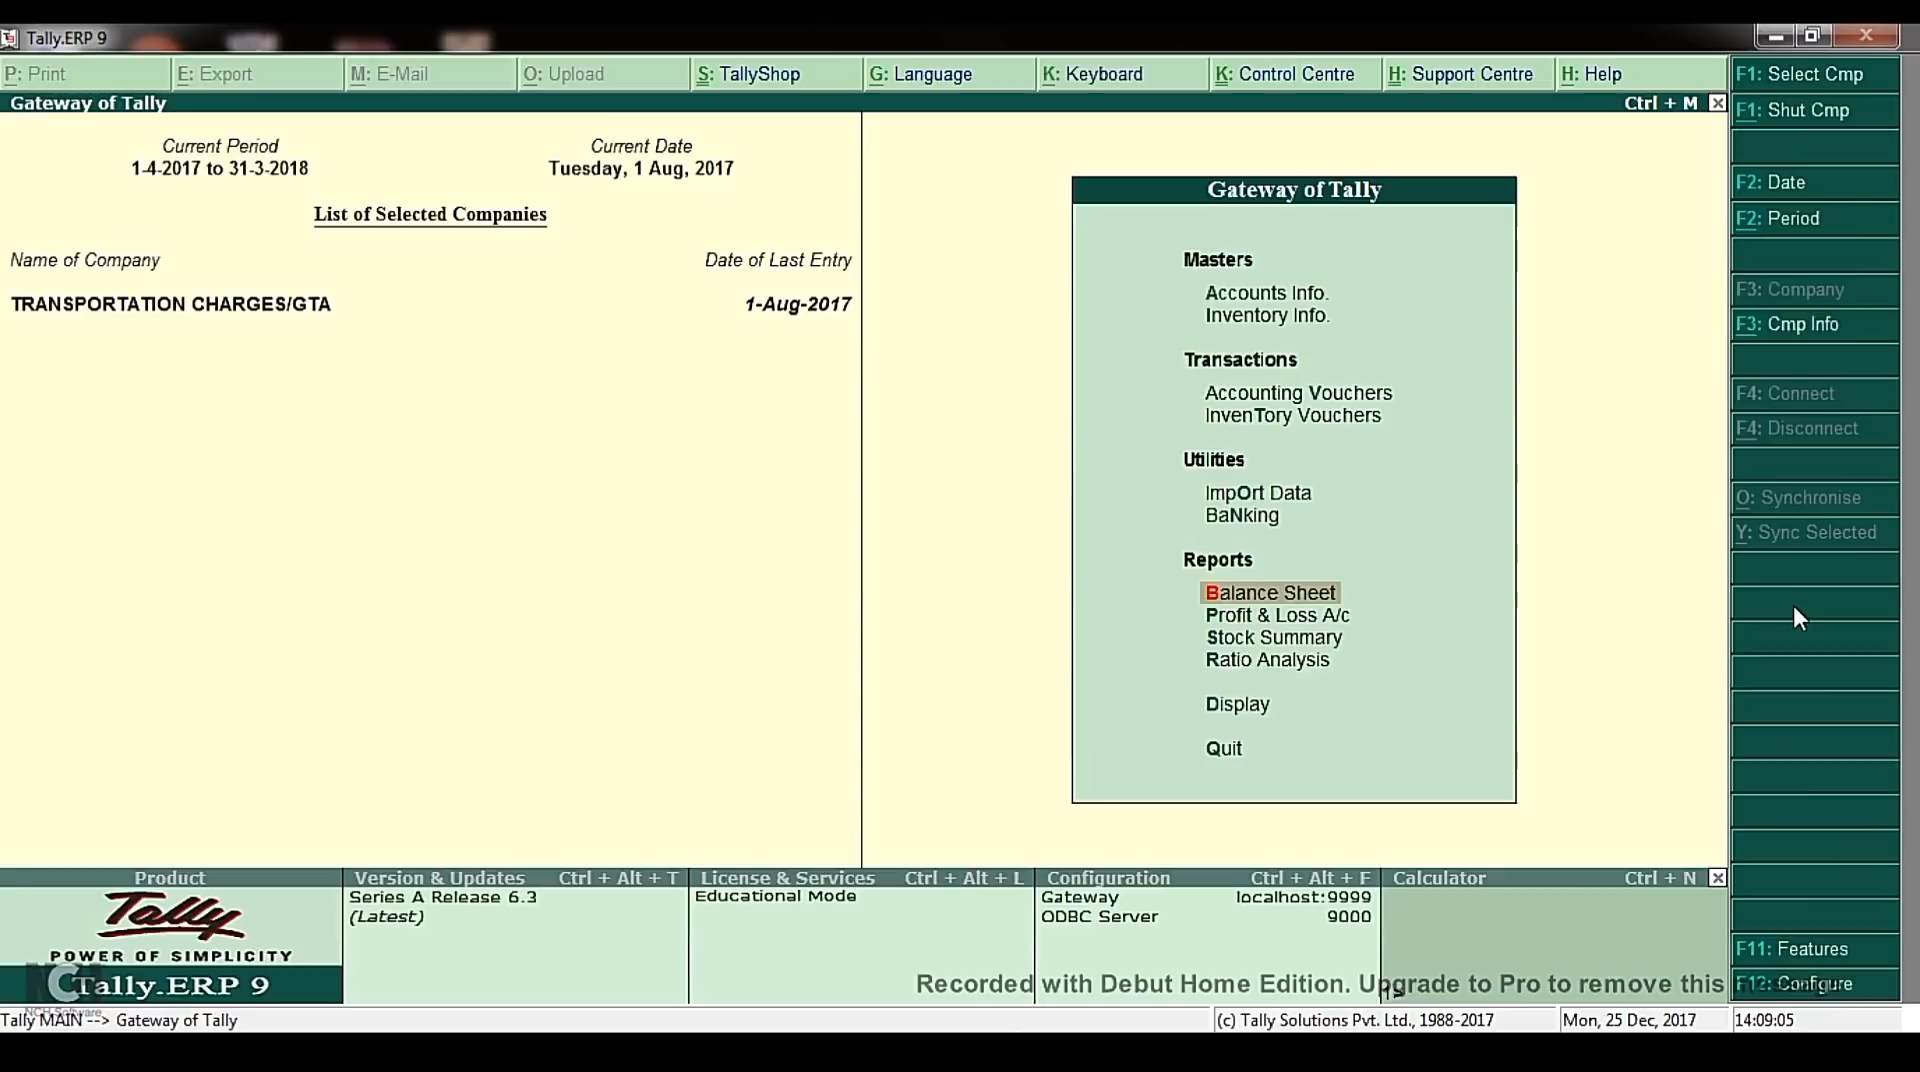 Tally.ERP 9
P: Print E: Export M: E-Mail O: Upload S: TallyShop G: Language K: Keyboard K: Control Centre H: Support Centre H: Help
Gateway of Tally Ctrl + M
Current Period Current Date
1-4-2017 to 31-3-2018 Tuesday, 1 Aug, 2017
List of Selected Companies
Name of Company Date of Last Entry
TRANSPORTATION CHARGES/GTA 1-Aug-2017
Gateway of Tally
Masters
Accounts Info.
Inventory Info.
Transactions
Accounting Vouchers
InvenTory Vouchers
Utilities
ImpOrt Data
BaNking
Reports
Balance Sheet
Profit & Loss A/c
Stock Summary
Ratio Analysis
Display
Quit
F1: Select Cmp
F1: Shut Cmp
F2: Date
F2: Period
F3: Company
F3: Cmp Info
F4: Connect
F4: Disconnect
O: Synchronise
Y: Sync Selected
F11: Features
F12: Configure
Product
Tally
POWER OF SIMPLICITY
Tally.ERP 9
Version & Updates Ctrl + Alt + T
Series A Release 6.3
(Latest)
License & Services Ctrl + Alt + L
Educational Mode
Configuration Ctrl + Alt + F
Gateway localhost:9999
ODBC Server 9000
Calculator Ctrl + N
1>
Recorded with Debut Home Edition. Upgrade to Pro to remove this
NCH Software
Tally MAIN --> Gateway of Tally (c) Tally Solutions Pvt. Ltd., 1988-2017 Mon, 25 Dec, 2017 14:09:05